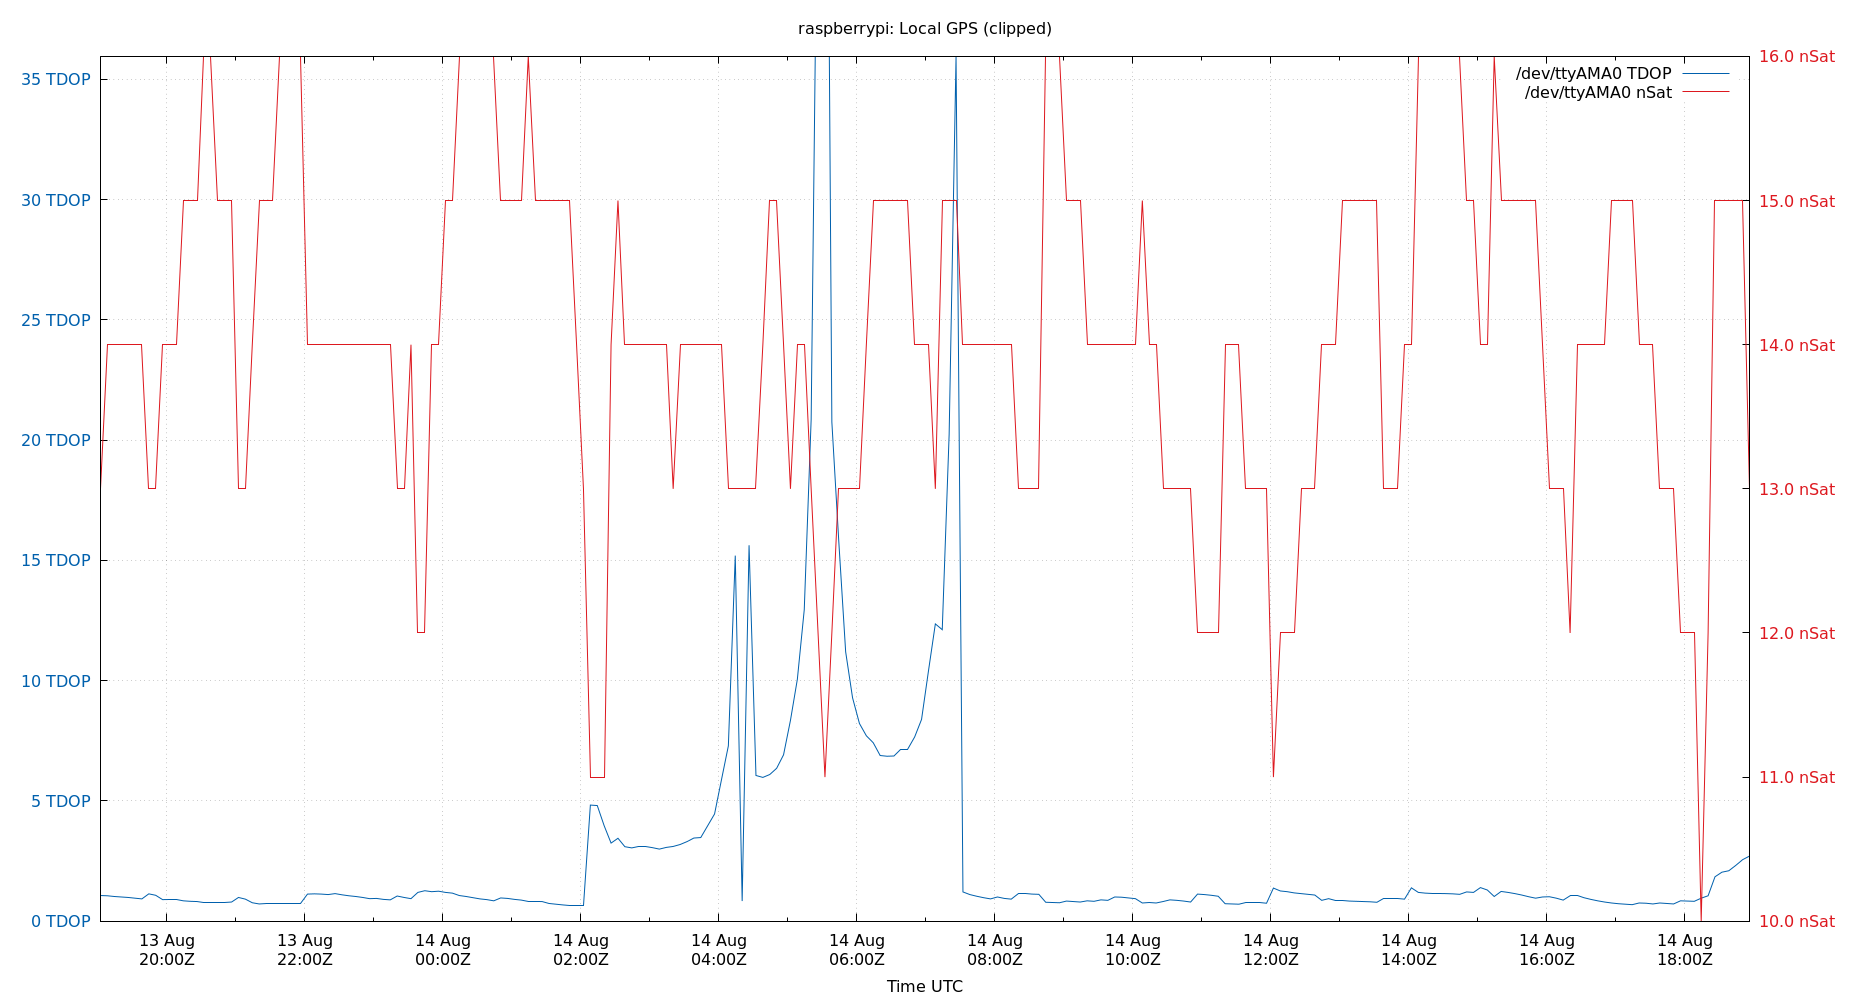 raspberrypi: Local GPS (clipped)
/dev/ttyAMA0 TDOP
/dev/ttyAMA0 nSat
35 TDOP
30 TDOP
25 TDOP
20 TDOP
15 TDOP
10 TDOP
5 TDOP
0 TDOP
16.0 nSat
15.0 nSat
14.0 nSat
13.0 nSat
12.0 nSat
11.0 nSat
10.0 nSat
13 Aug
20:00Z
13 Aug
22:00Z
14 Aug
00:00Z
14 Aug
02:00Z
14 Aug
04:00Z
14 Aug
06:00Z
14 Aug
08:00Z
14 Aug
10:00Z
14 Aug
12:00Z
14 Aug
14:00Z
14 Aug
16:00Z
14 Aug
18:00Z
Time UTC